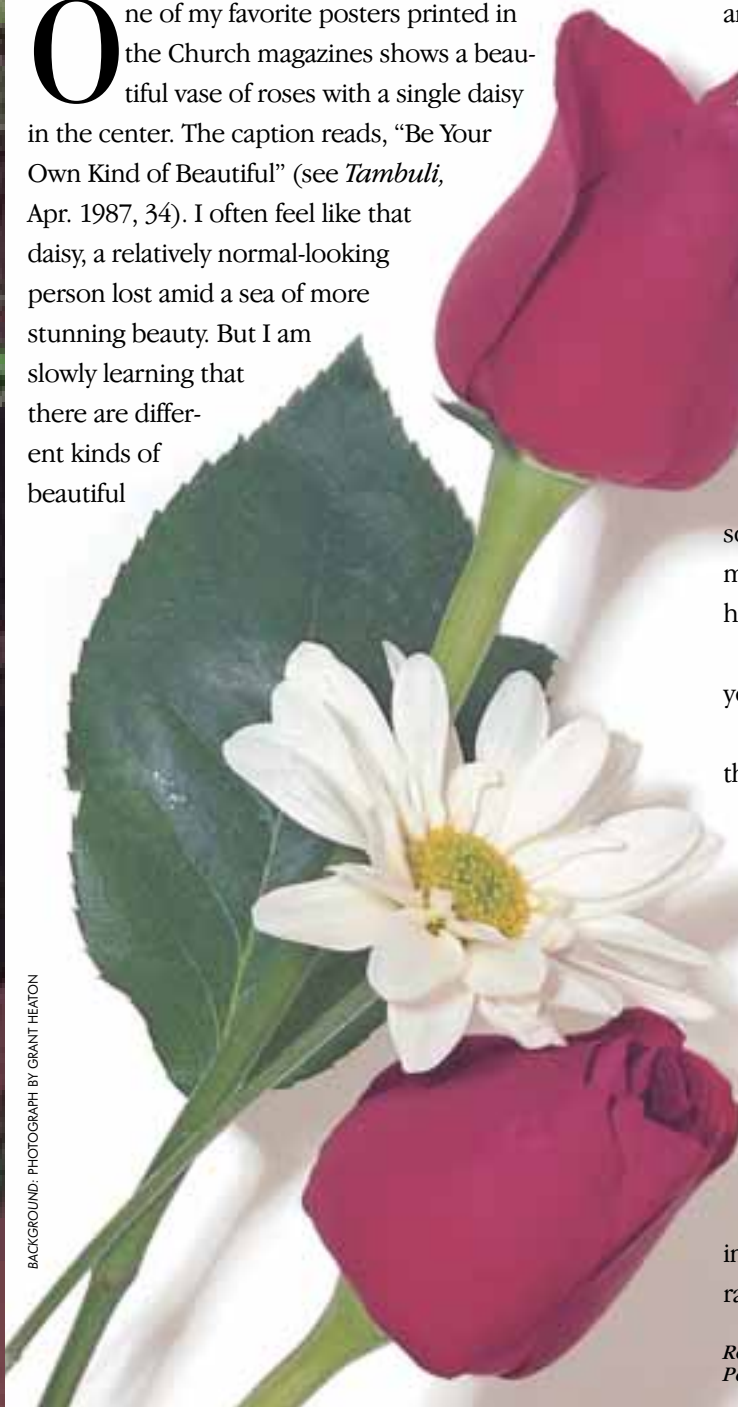 One of my favorite posters printed in
the Church magazines shows a beau-
tiful vase of roses with a single daisy
in the center. The caption reads, “Be Your
Own Kind of Beautiful” (see Tambuli,
Apr. 1987, 34). I often feel like that
daisy, a relatively normal-looking
person lost amid a sea of more
stunning beauty. But I am
slowly learning that
there are differ-
ent kinds of
beautiful
BACKGROUND: PHOTOGRAPH BY GRANT HEATON